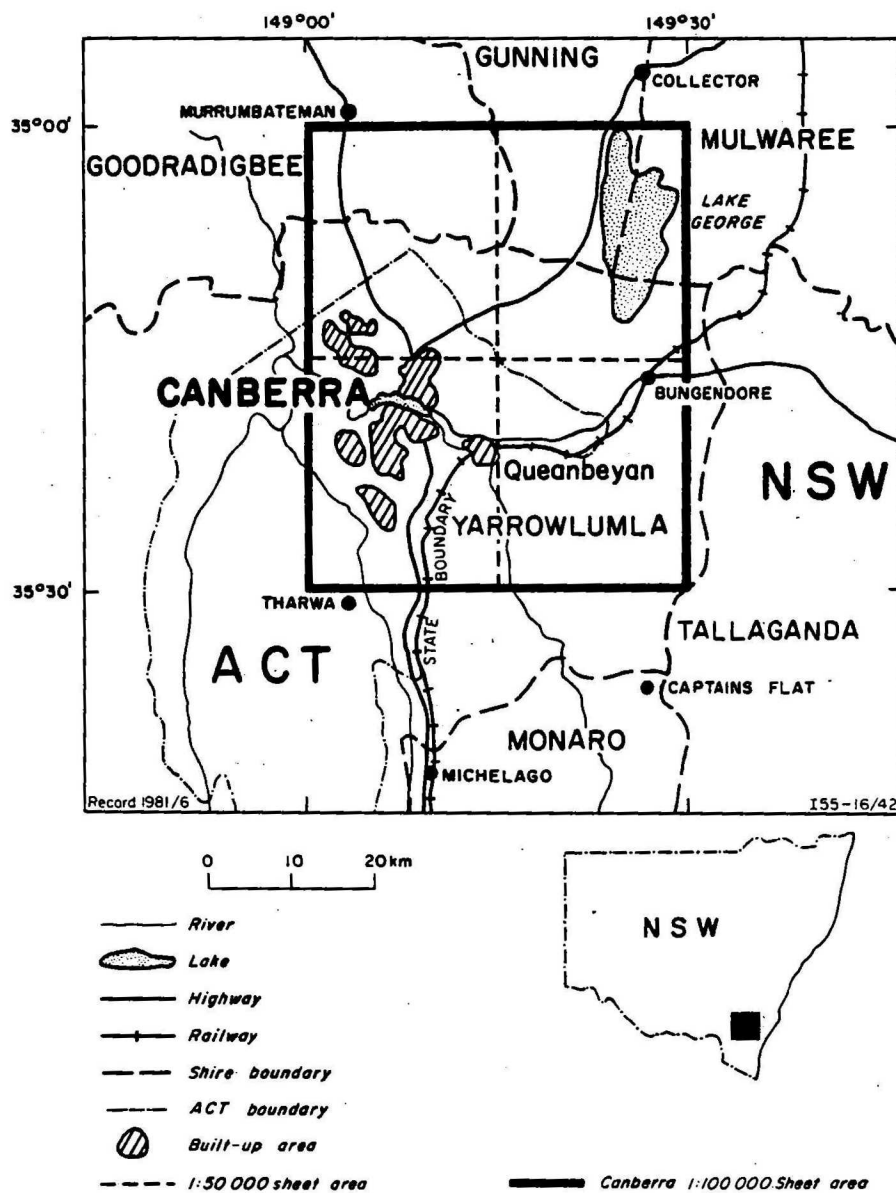 149°00' 149°30'
GUNNING
COLLECTOR
MURRUMBATEMAN
35°00'
GOODRADIGBEE
MULWAREE
LAKE
GEORGE
CANBERRA
BUNGENDORE
Queanbeyan
NSW
YARROWLUMLA
STATE BOUNDARY
35°30'
THARWA
TALLAGANDA
ACT
CAPTAINS FLAT
MONARO
MICHELAGO
Record 1981/6
I55-16/42
0 10 20km
NSW
River
Lake
Highway
Railway
Shire boundary
ACT boundary
Built-up area
1:50 000 sheet area
Canberra 1:100 000 Sheet area